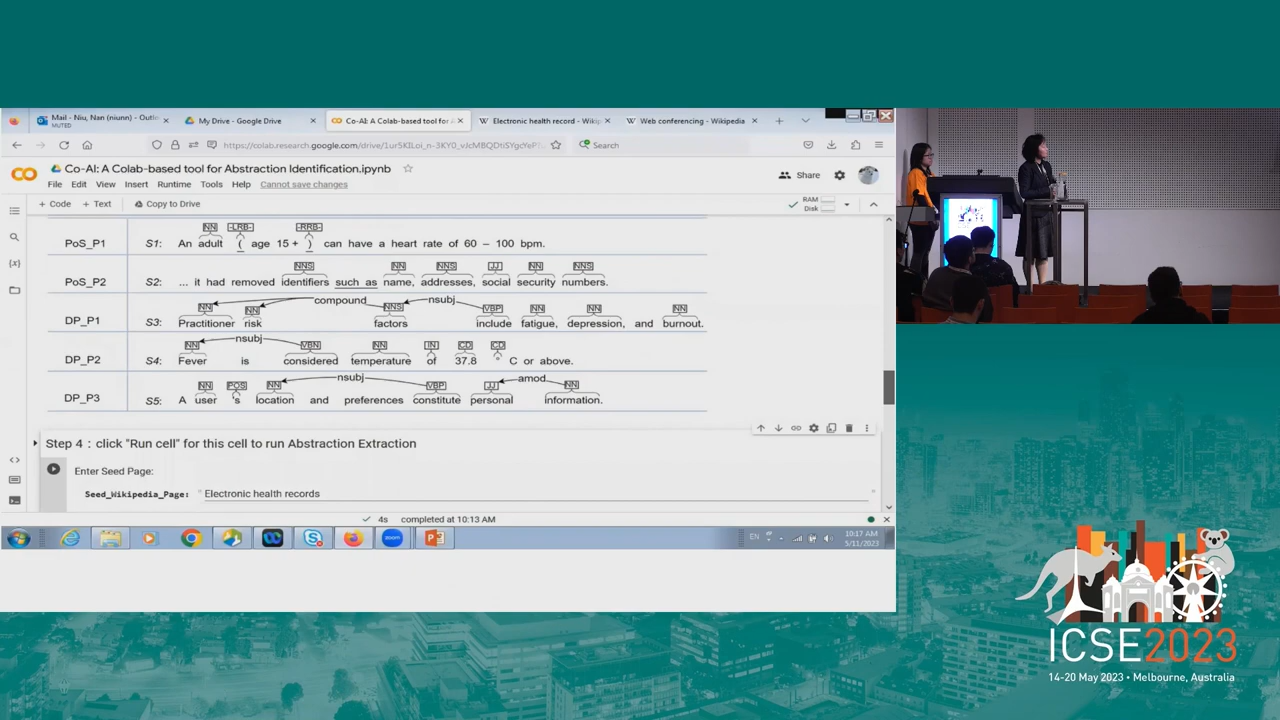 Mail - Niu, Nan (niunn) - Outlo
MUTED
My Drive - Google Drive
Co-AI: A Colab-based tool for A
Electronic health record - Wikip
Web conferencing - Wikipedia
Search
Co-AI: A Colab-based tool for Abstraction Identification.ipynb
File Edit View Insert Runtime Tools Help Cannot save changes
Share
+ Code + Text Copy to Drive
RAM
Disk
NN -LRB- -RRB-
PoS_P1 S1: An adult ( age 15 + ) can have a heart rate of 60 – 100 bpm.
NNS NN NNS JJ NN NNS
PoS_P2 S2: ... it had removed identifiers such as name, addresses, social security numbers.
compound nsubj
NN NN NNS VBP NN NN NN
DP_P1 S3: Practitioner risk factors include fatigue, depression, and burnout.
nsubj
NN VBN NN IN CD CD
DP_P2 S4: Fever is considered temperature of 37.8 ° C or above.
nsubj amod
NN POS NN VBP JJ NN
DP_P3 S5: A user 's location and preferences constitute personal information.
Step 4 : click "Run cell" for this cell to run Abstraction Extraction
Enter Seed Page:
Seed_Wikipedia_Page: " Electronic health records "
4s completed at 10:13 AM
zoom
EN
10:17 AM
5/11/2023
ICSE2023
14-20 May 2023 • Melbourne, Australia